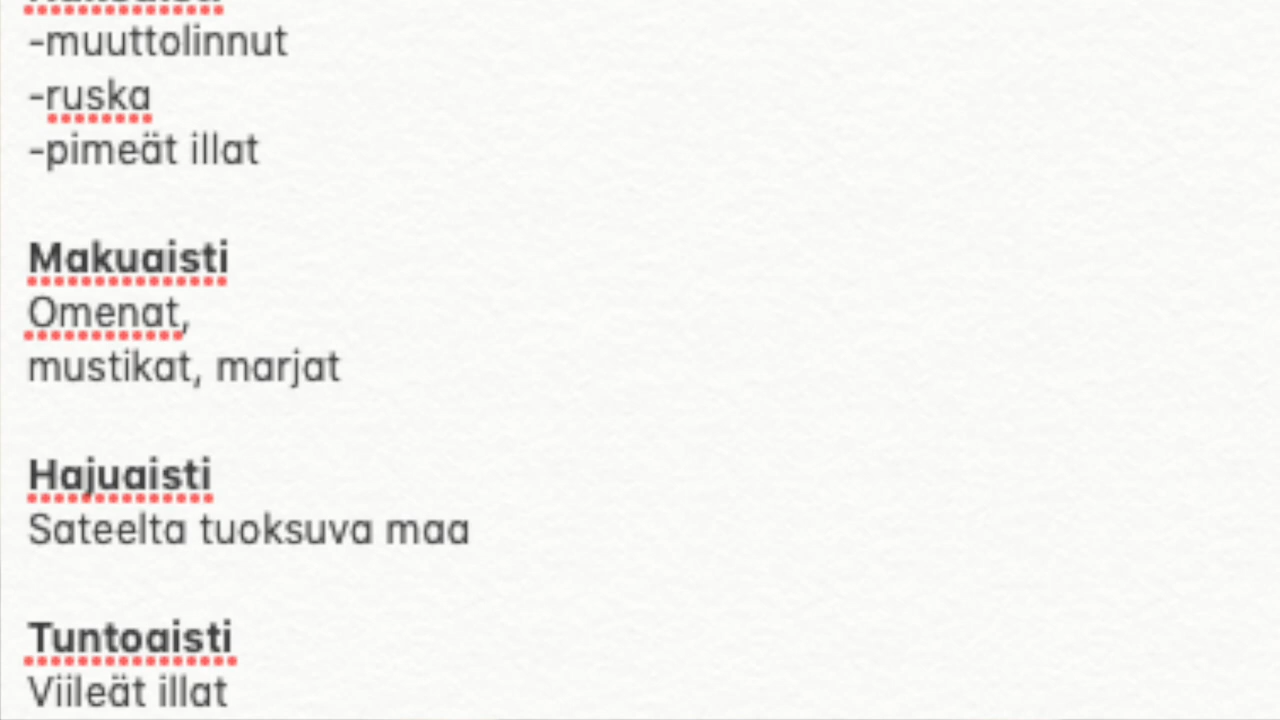 -muuttolinnut
-ruska
-pimeät illat
Makuaisti
Omenat,
mustikat, marjat
Hajuaisti
Sateelta tuoksuva maa
Tuntoaisti
Viileät illat